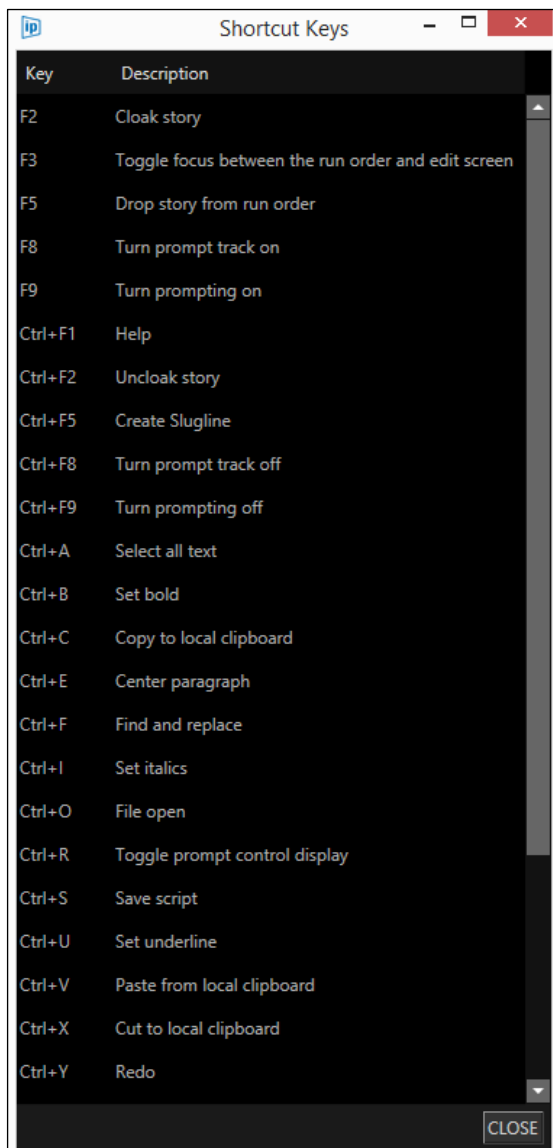 ip
Shortcut Keys
Key Description
F2 Cloak story
F3 Toggle focus between the run order and edit screen
F5 Drop story from run order
F8 Turn prompt track on
F9 Turn prompting on
Ctrl+F1 Help
Ctrl+F2 Uncloak story
Ctrl+F5 Create Slugline
Ctrl+F8 Turn prompt track off
Ctrl+F9 Turn prompting off
Ctrl+A Select all text
Ctrl+B Set bold
Ctrl+C Copy to local clipboard
Ctrl+E Center paragraph
Ctrl+F Find and replace
Ctrl+I Set italics
Ctrl+O File open
Ctrl+R Toggle prompt control display
Ctrl+S Save script
Ctrl+U Set underline
Ctrl+V Paste from local clipboard
Ctrl+X Cut to local clipboard
Ctrl+Y Redo
CLOSE